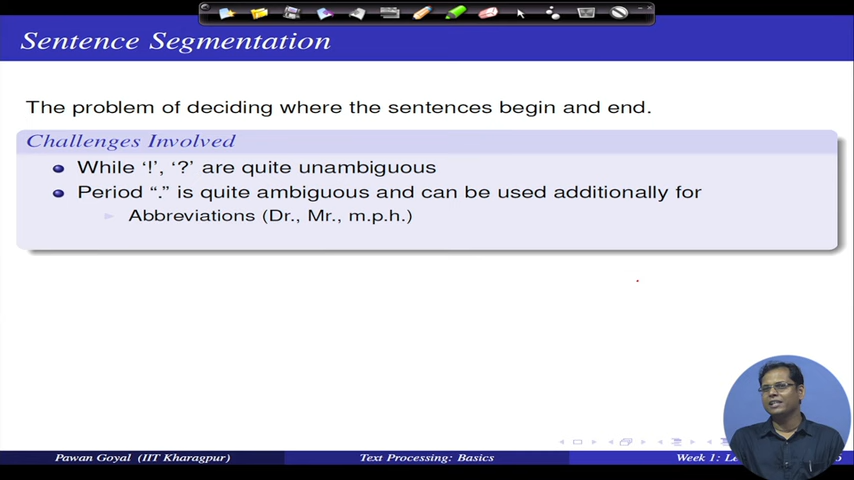 Sentence Segmentation
The problem of deciding where the sentences begin and end.
Challenges Involved
While ‘!’, ‘?’ are quite unambiguous
Period “.” is quite ambiguous and can be used additionally for
Abbreviations (Dr., Mr., m.p.h.)
Pawan Goyal (IIT Kharagpur) Text Processing: Basics Week 1: